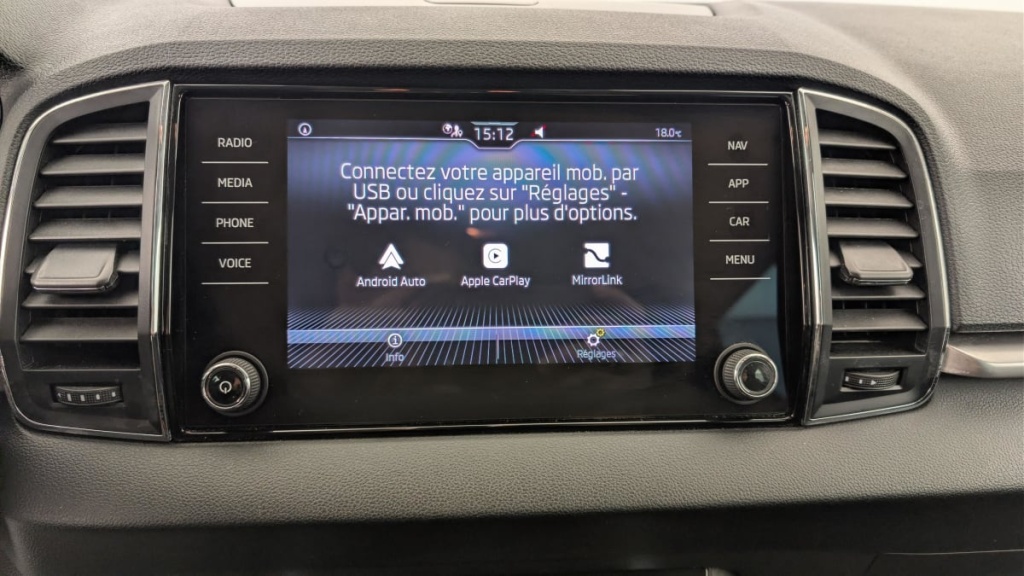 RADIO
MEDIA
PHONE
VOICE
15:12
18.0°c
Connectez votre appareil mob. par
USB ou cliquez sur "Réglages" -
"Appar. mob." pour plus d'options.
Android Auto
Apple CarPlay
MirrorLink
Info
Réglages
NAV
APP
CAR
MENU